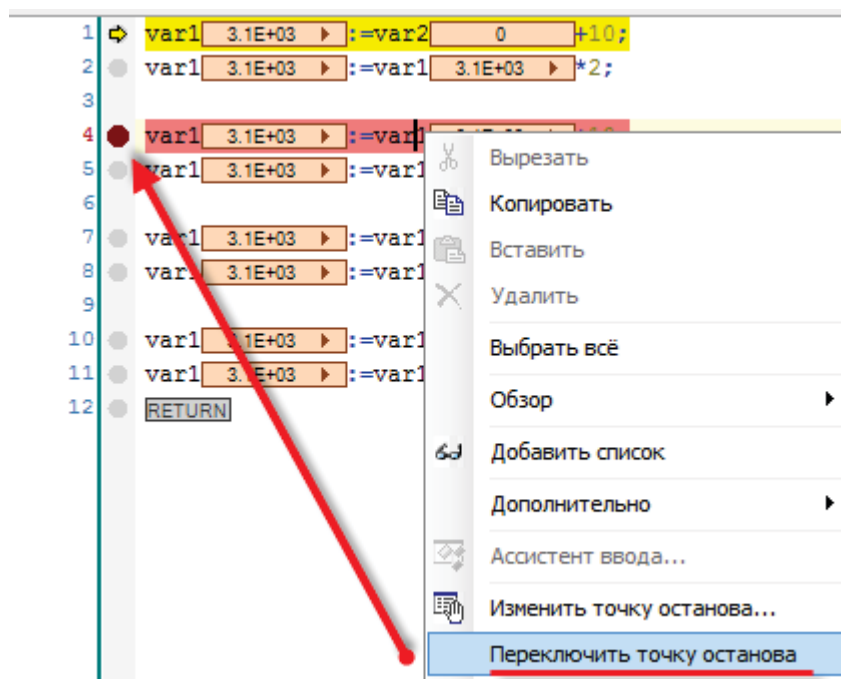 1 var1 3.1E+03 :=var2 0 +10;
2 var1 3.1E+03 :=var1 3.1E+03 *2;
3
4 var1 3.1E+03 :=var1
5 var1 3.1E+03 :=var1
6
7 var1 3.1E+03 :=var1
8 var1 3.1E+03 :=var1
9
10 var1 3.1E+03 :=var1
11 var1 3.1E+03 :=var1
12 RETURN
Вырезать
Копировать
Вставить
Удалить
Выбрать всё
Обзор
Добавить список
Дополнительно
Ассистент ввода...
Изменить точку останова...
Переключить точку останова